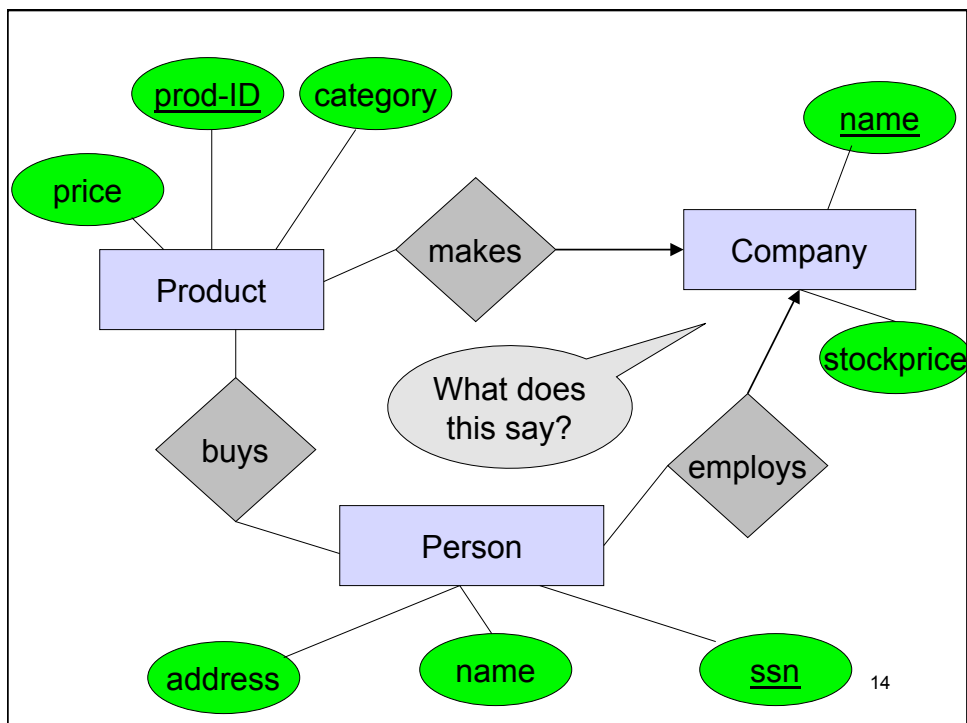 prod-ID
category
name
price
makes
Company
Product
stockprice
What does
this say?
buys
employs
Person
address
name
ssn
14